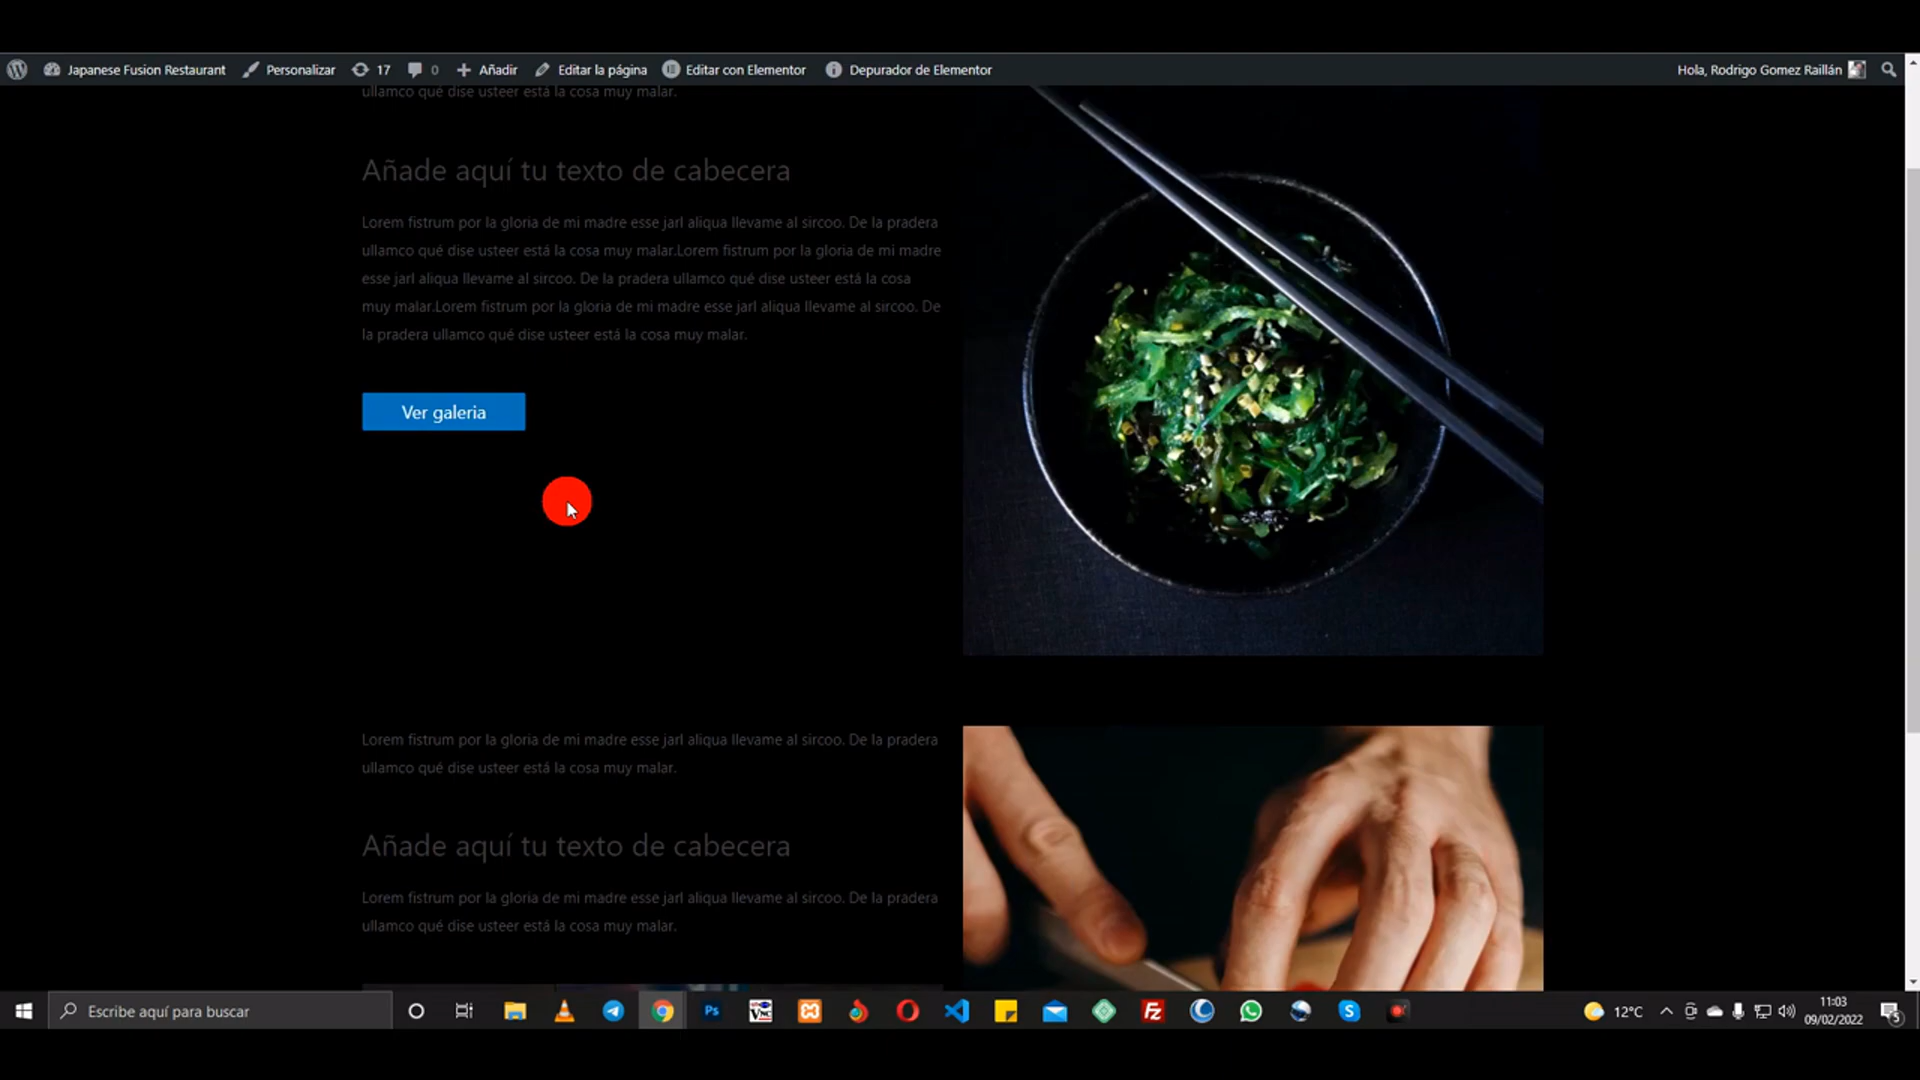 Japanese Fusion Restaurant Personalizar 17 0 Añadir Editar la página Editar con Elementor Depurador de Elementor Hola, Rodrigo Gomez Raillán
ullamco qué dise usteer está la cosa muy malar.
Añade aquí tu texto de cabecera
Lorem fistrum por la gloria de mi madre esse jarl aliqua llevame al sircoo. De la pradera
ullamco qué dise usteer está la cosa muy malar.Lorem fistrum por la gloria de mi madre
esse jarl aliqua llevame al sircoo. De la pradera ullamco qué dise usteer está la cosa
muy malar.Lorem fistrum por la gloria de mi madre esse jarl aliqua llevame al sircoo. De
la pradera ullamco qué dise usteer está la cosa muy malar.
Ver galeria
Lorem fistrum por la gloria de mi madre esse jarl aliqua llevame al sircoo. De la pradera
ullamco qué dise usteer está la cosa muy malar.
Añade aquí tu texto de cabecera
Lorem fistrum por la gloria de mi madre esse jarl aliqua llevame al sircoo. De la pradera
ullamco qué dise usteer está la cosa muy malar.
Escribe aquí para buscar
Ps
VNC
Fz
12°C
11:03
09/02/2022
5